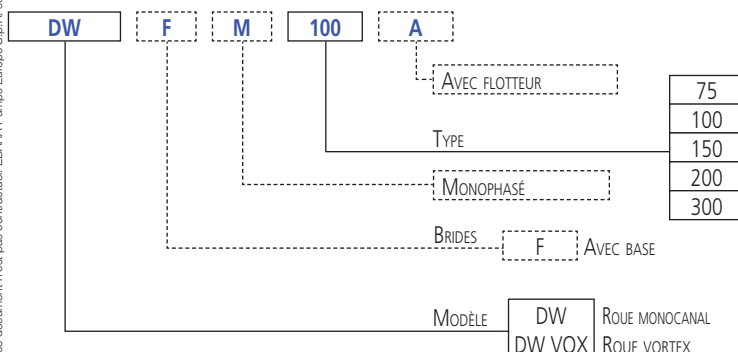 DW F M 100 A
AVEC FLOTTEUR
75
100
TYPE
150
MONOPHASÉ
200
300
BRIDES F AVEC BASE
MODÈLE DW ROUE MONOCANAL
DW VOX ROUE VORTEX